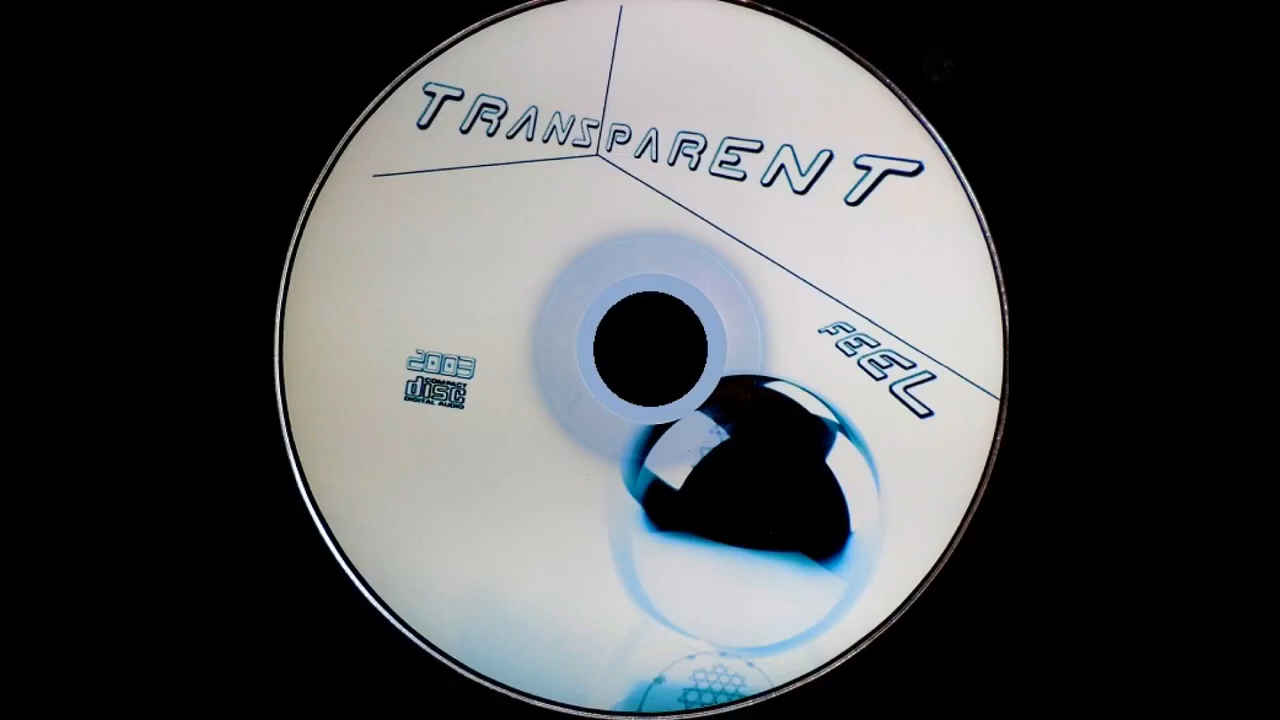 TRANSPARENT
FEEL
2003
COMPACT
disc
DIGITAL AUDIO